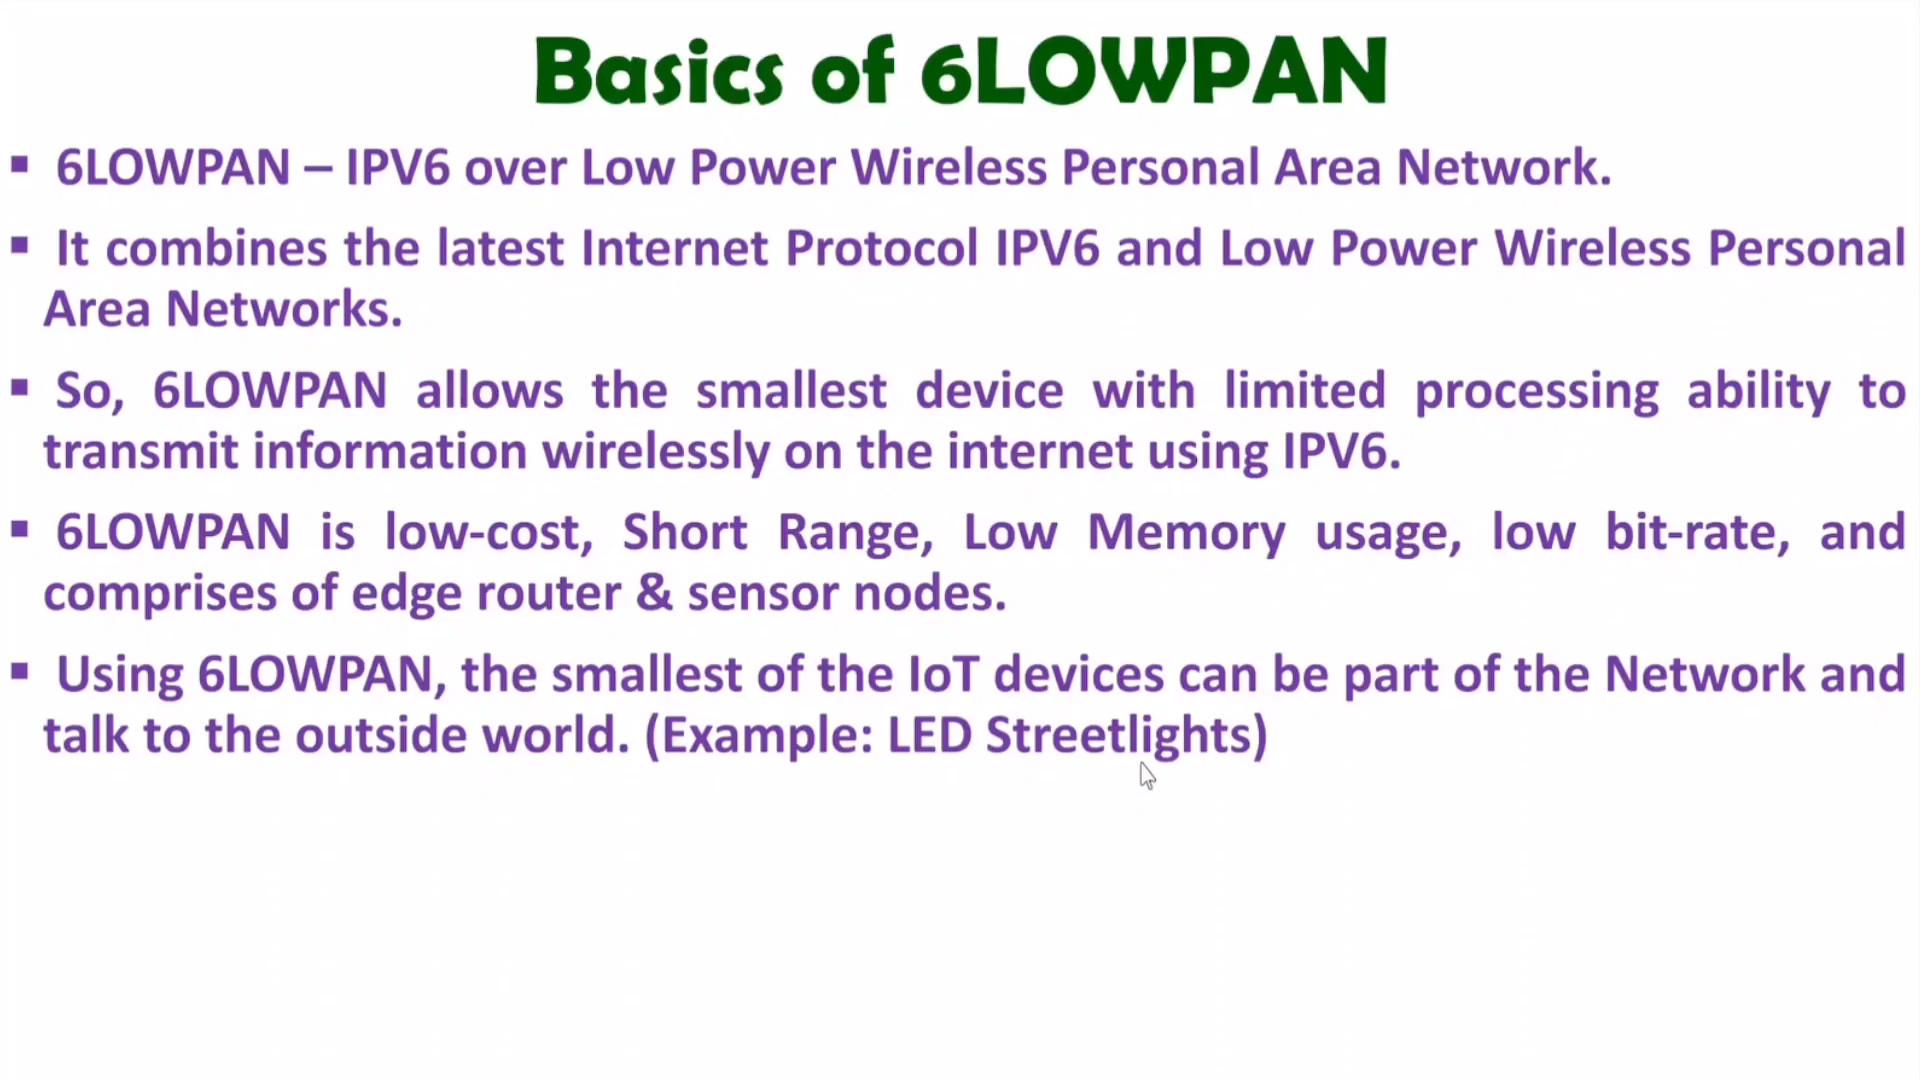 Basics of 6LOWPAN
▪ 6LOWPAN – IPV6 over Low Power Wireless Personal Area Network.
▪ It combines the latest Internet Protocol IPV6 and Low Power Wireless Personal
Area Networks.
▪ So, 6LOWPAN allows the smallest device with limited processing ability to
transmit information wirelessly on the internet using IPV6.
▪ 6LOWPAN is low-cost, Short Range, Low Memory usage, low bit-rate, and
comprises of edge router & sensor nodes.
▪ Using 6LOWPAN, the smallest of the IoT devices can be part of the Network and
talk to the outside world. (Example: LED Streetlights)